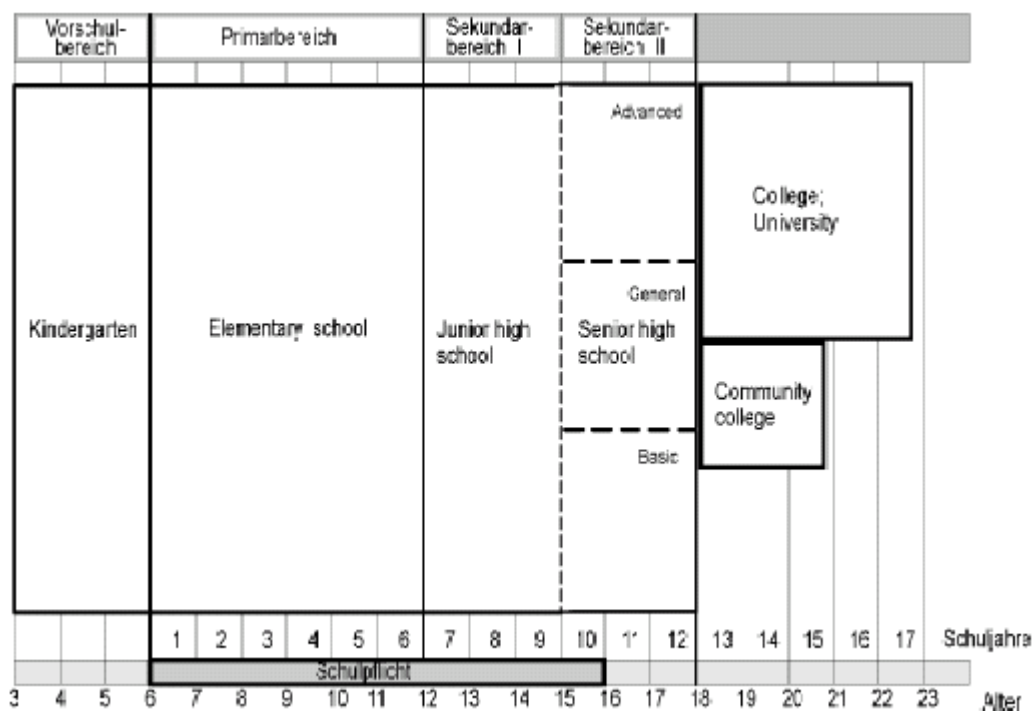 Vorschul-
bereich
Primarbereich
Sekundar-
bereich I
Sekundar-
bereich II
Advanced
College;
University
General
Kindergarten
Elementary school
Junior high
school
Senior high
school
Community
college
Basic
1 2 3 4 5 6 7 8 9 10 11 12 13 14 15 16 17 Schuljahre
Schulpflicht
3 4 5 6 7 8 9 10 11 12 13 14 15 16 17 18 19 20 21 22 23 Alter